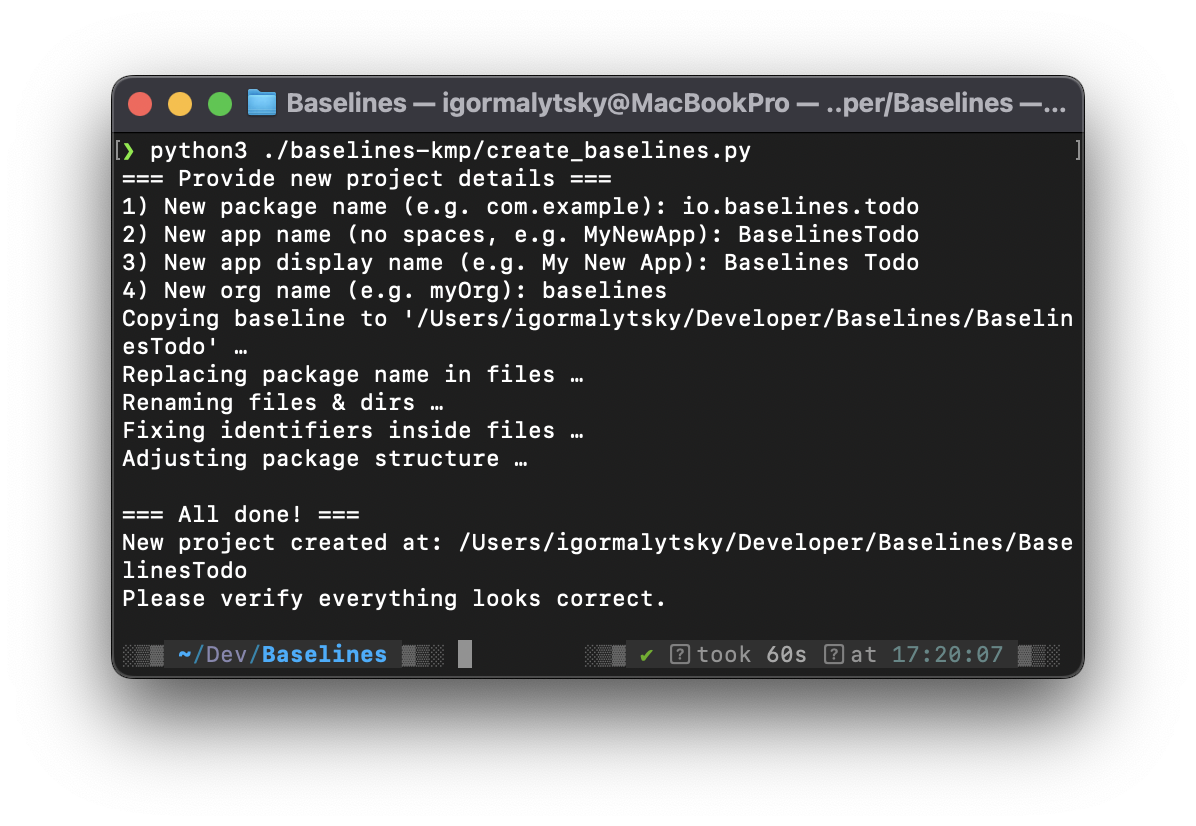 Baselines — igormalytsky@MacBookPro — ..per/Baselines —...
[❯ python3 ./baselines-kmp/create_baselines.py ]
=== Provide new project details ===
1) New package name (e.g. com.example): io.baselines.todo
2) New app name (no spaces, e.g. MyNewApp): BaselinesTodo
3) New app display name (e.g. My New App): Baselines Todo
4) New org name (e.g. myOrg): baselines
Copying baseline to '/Users/igormalytsky/Developer/Baselines/Baselin
esTodo' …
Replacing package name in files …
Renaming files & dirs …
Fixing identifiers inside files …
Adjusting package structure …
=== All done! ===
New project created at: /Users/igormalytsky/Developer/Baselines/Base
linesTodo
Please verify everything looks correct.
~/Dev/Baselines ✔ ? took 60s ? at 17:20:07